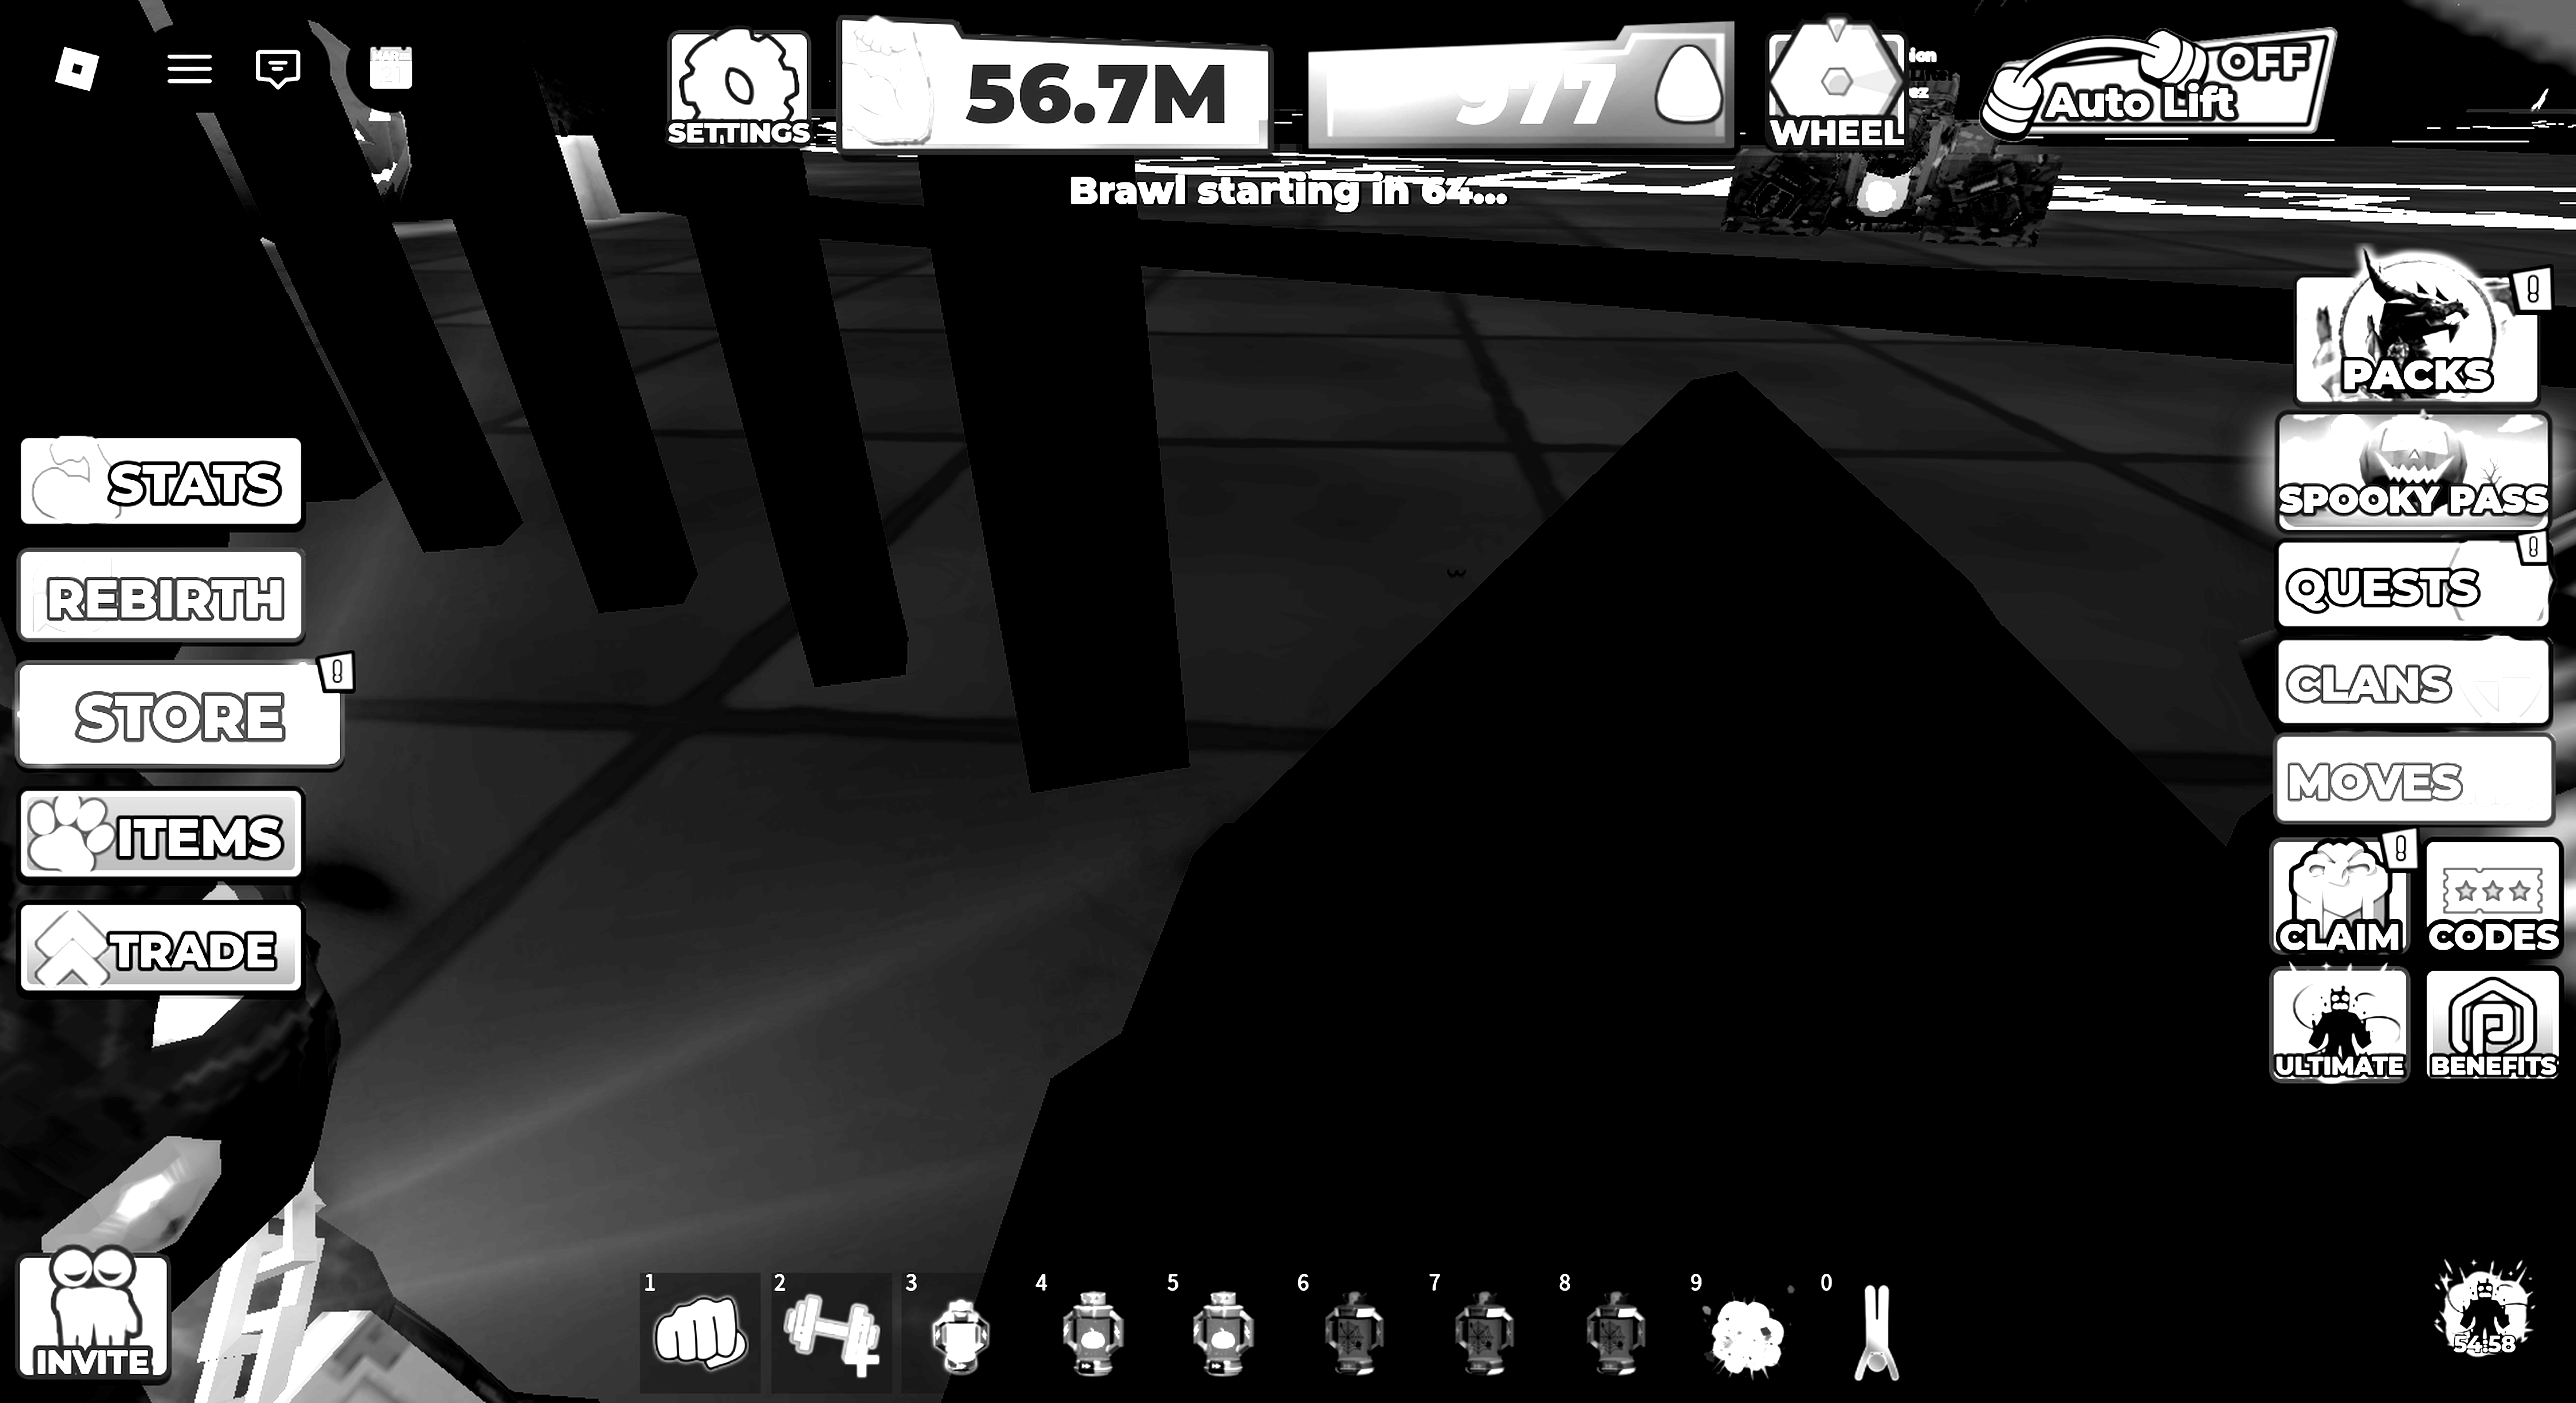 SETTINGS
56.7M
977
WHEEL
OFF
Auto Lift
Brawl starting in 64...
PACKS
SPOOKY PASS
STATS
QUESTS
REBIRTH
CLANS
STORE
MOVES
ITEMS
CLAIM
CODES
TRADE
ULTIMATE
BENEFITS
INVITE
1 2 3 4 5 6 7 8 9 0
54:58